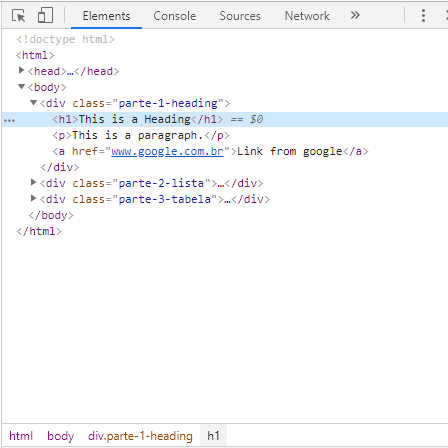 Elements Console Sources Network »
<!doctype html>
<html>
<head>…</head>
<body>
<div class="parte-1-heading">
<h1>This is a Heading</h1> == $0
<p>This is a paragraph.</p>
<a href="www.google.com.br">Link from google</a>
</div>
<div class="parte-2-lista">…</div>
<div class="parte-3-tabela">…</div>
</body>
</html>
html body div.parte-1-heading h1